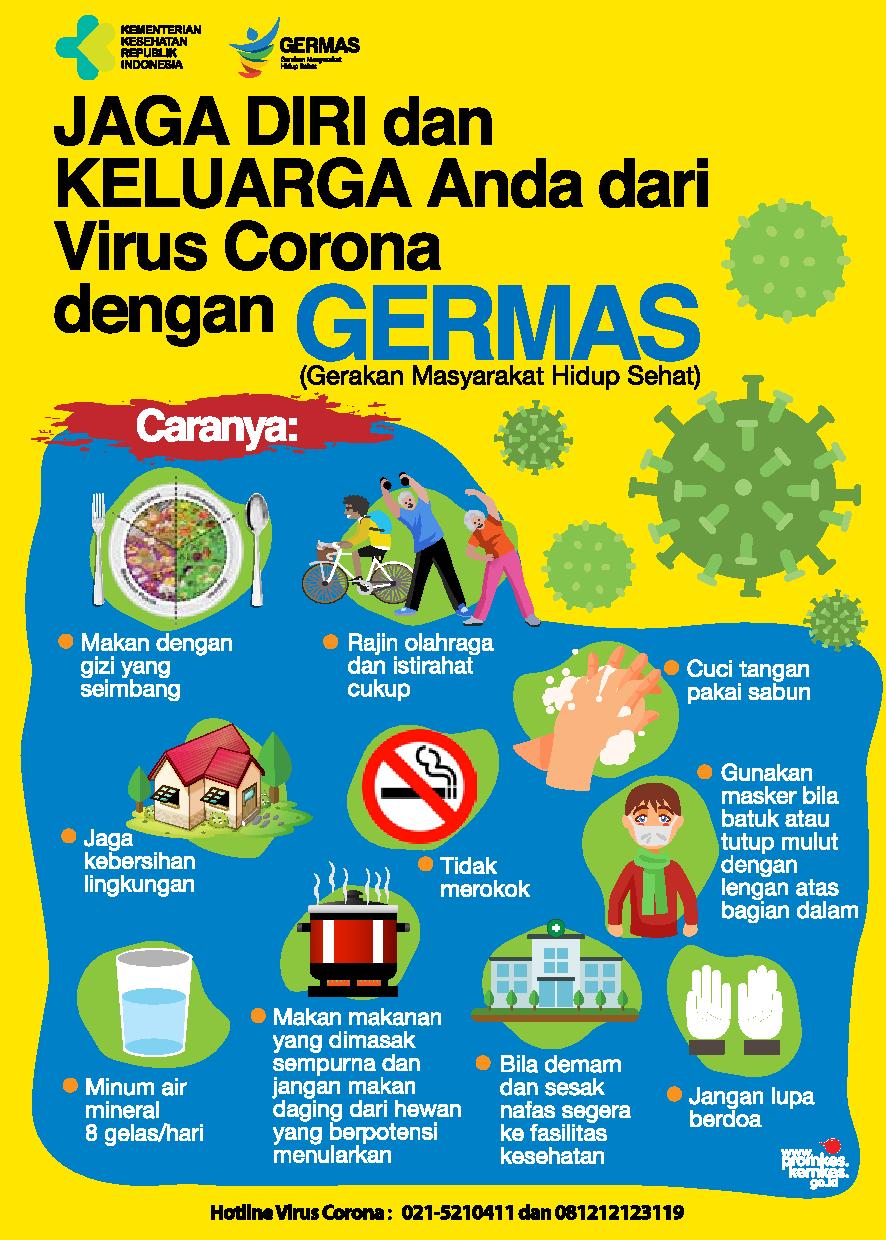 KEMENTERIAN
KESEHATAN
REPUBLIK
INDONESIA
GERMAS
Gerakan Masyarakat
Hidup Sehat
JAGA DIRI dan
KELUARGA Anda dari
Virus Corona
dengan GERMAS
(Gerakan Masyarakat Hidup Sehat)
Caranya:
Makan dengan
gizi yang
seimbang
Rajin olahraga
dan istirahat
cukup
Cuci tangan
pakai sabun
Jaga
kebersihan
lingkungan
Tidak
merokok
Gunakan
masker bila
batuk atau
tutup mulut
dengan
lengan atas
bagian dalam
Minum air
mineral
8 gelas/hari
Makan makanan
yang dimasak
sempurna dan
jangan makan
daging dari hewan
yang berpotensi
menularkan
Bila demam
dan sesak
nafas segera
ke fasilitas
kesehatan
Jangan lupa
berdoa
www.
promkes.
kemkes.
go.id
Hotline Virus Corona : 021-5210411 dan 081212123119